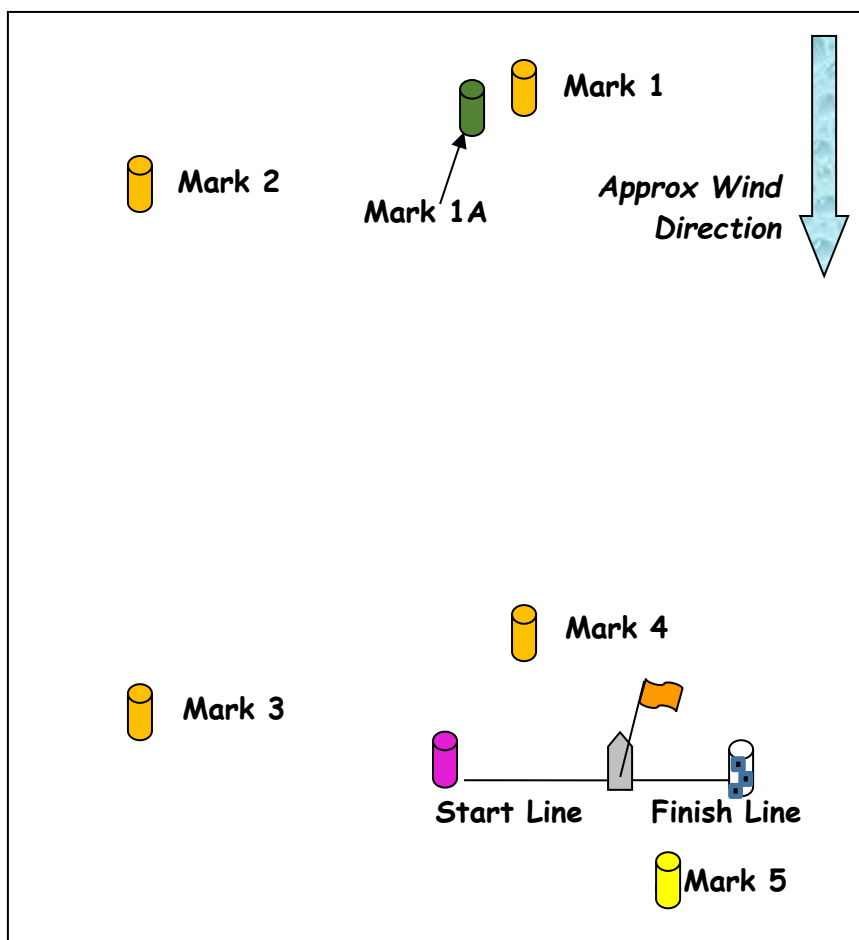 Mark 1
Mark 2
Approx Wind
Direction
Mark 1A
Mark 4
Mark 3
Start Line
Finish Line
Mark 5